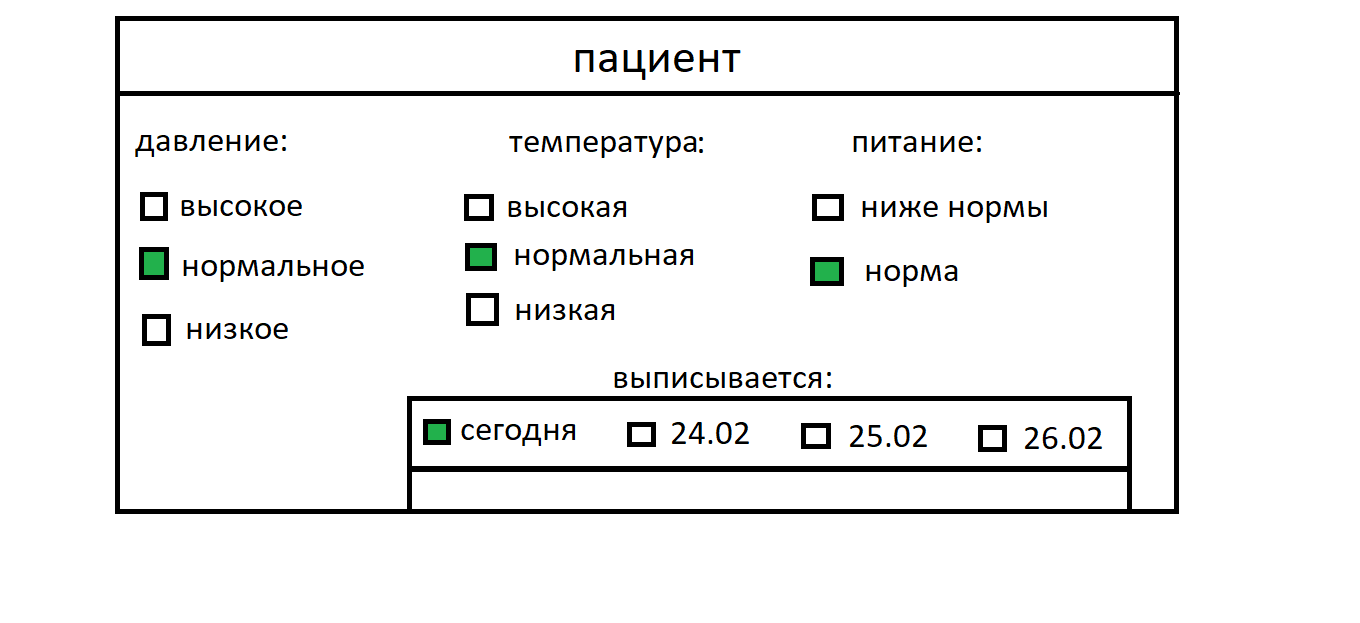 пациент
давление: температура: питание:
высокое высокая ниже нормы
нормальное нормальная норма
низкое низкая
выписывается:
сегодня 24.02 25.02 26.02